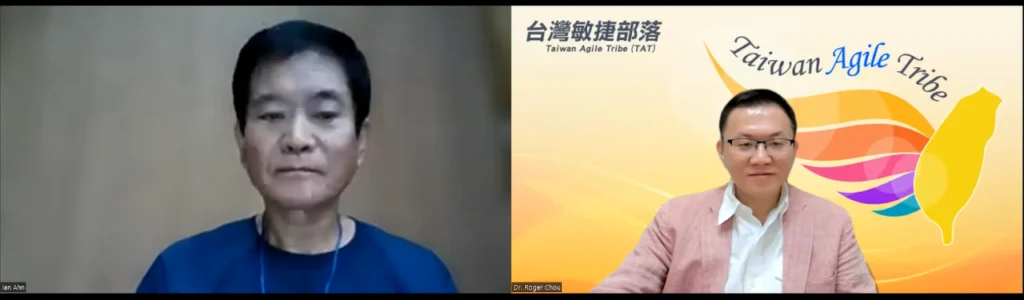 台灣敏捷部落
Taiwan Agile Tribe (TAT)
Taiwan Agile Tribe
Ian Ahn
Dr. Roger Chou